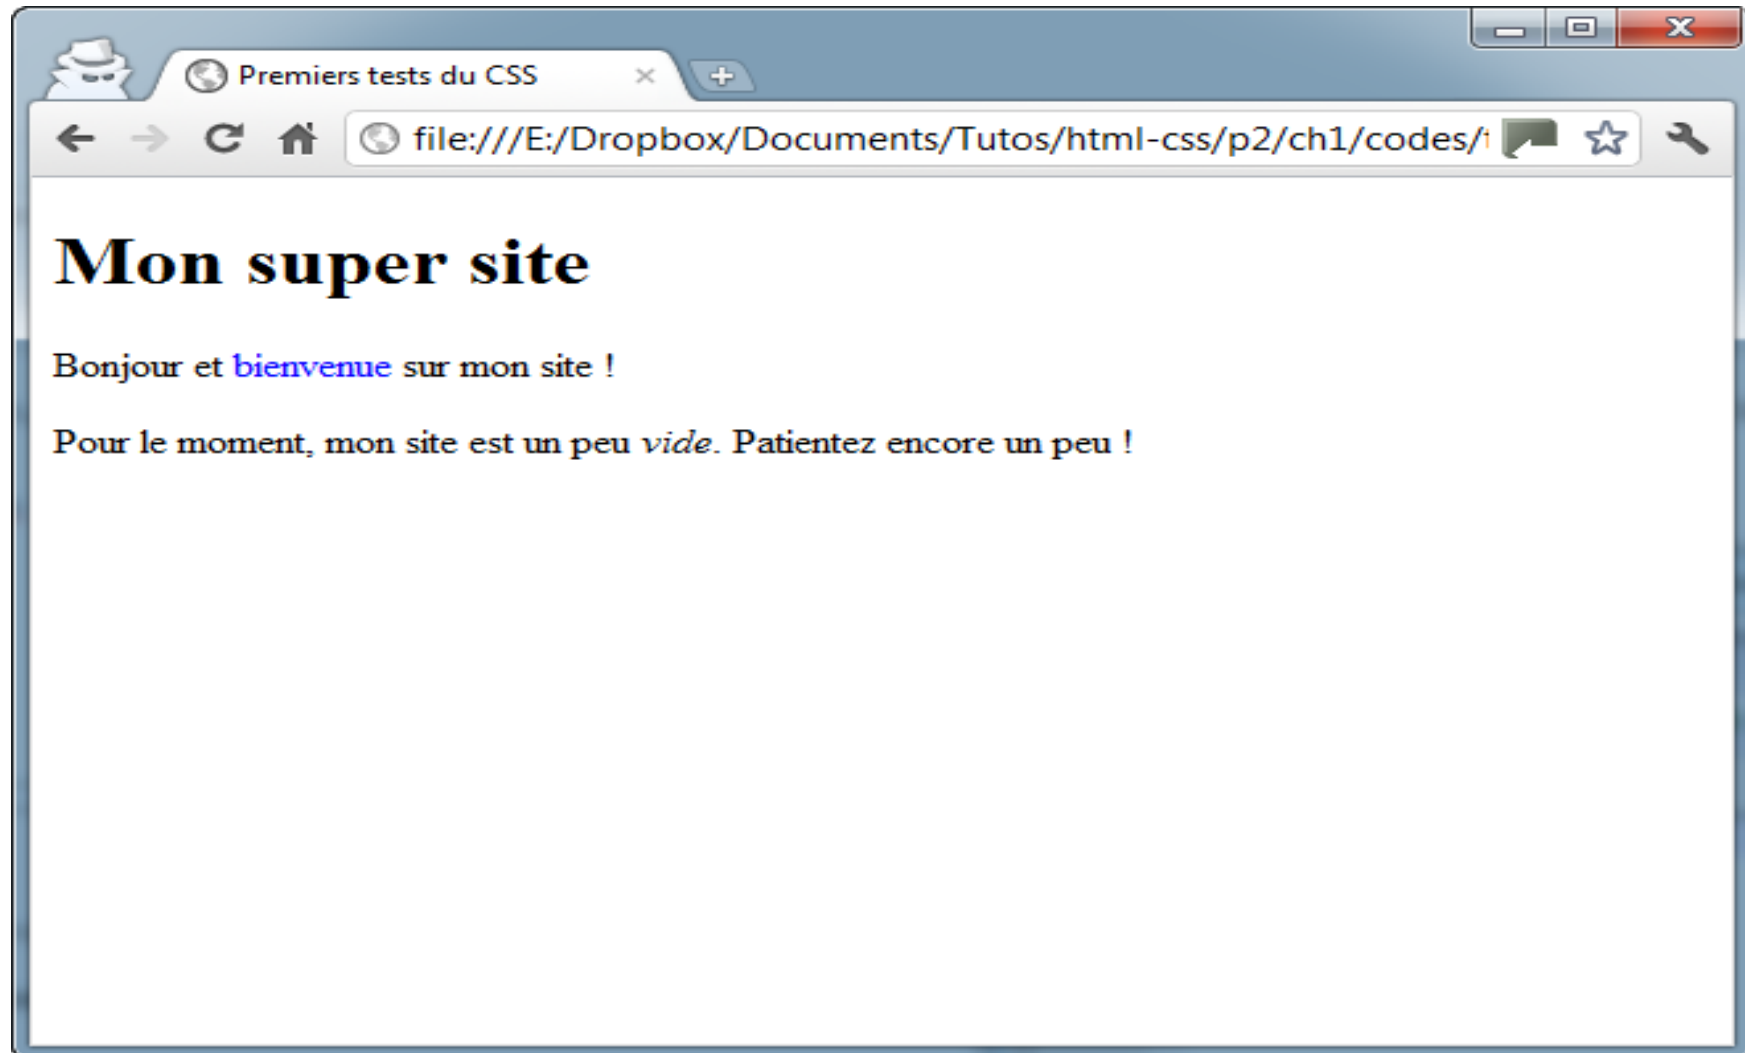 Premiers tests du CSS
file:///E:/Dropbox/Documents/Tutos/html-css/p2/ch1/codes/
Mon super site
Bonjour et bienvenue sur mon site !
Pour le moment, mon site est un peu vide. Patientez encore un peu !